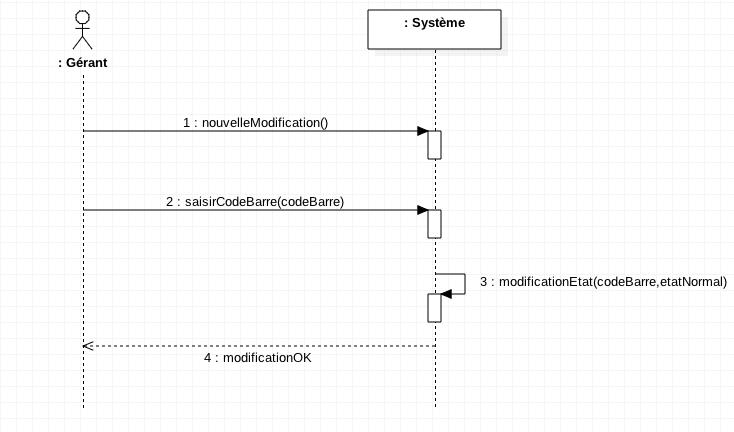 : Système
: Gérant
1 : nouvelleModification()
2 : saisirCodeBarre(codeBarre)
3 : modificationEtat(codeBarre,etatNormal)
4 : modificationOK